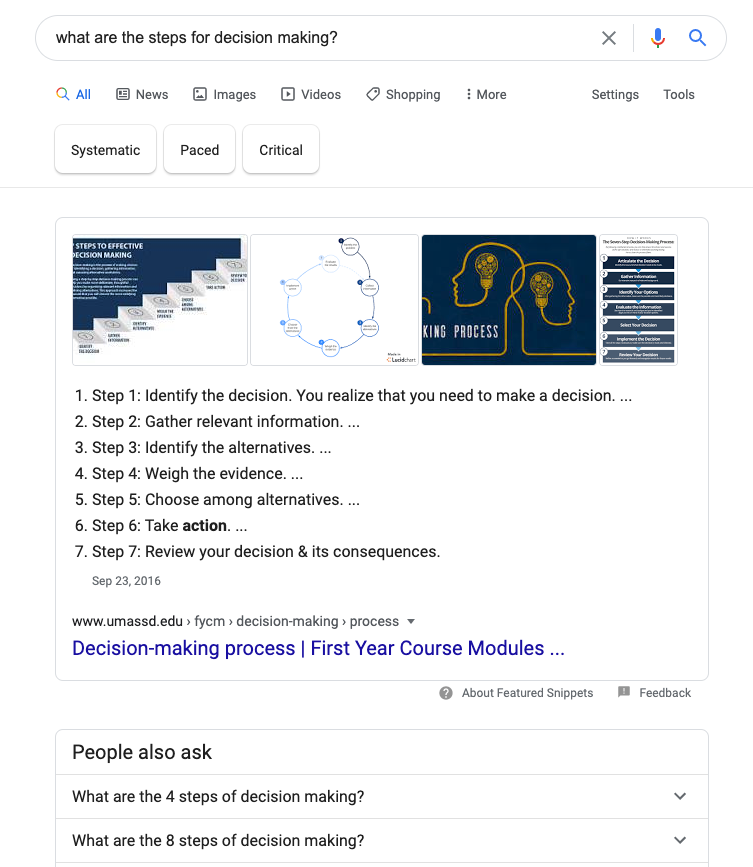 what are the steps for decision making?
All News Images Videos Shopping More Settings Tools
Systematic Paced Critical
STEPS TO EFFECTIVE
DECISION MAKING
REVIEW YOUR
DECISION
TAKE ACTION
CHOOSE
AMONG
ALTERNATIVES
WEIGH THE
EVIDENCE
IDENTIFY
ALTERNATIVES
GATHER
INFORMATION
IDENTIFY
THE DECISION
Made in
Lucidchart
KING PROCESS
The Seven-Step Decision-Making Process
1 Articulate the Decision
2 Gather Information
3 Identify Your Options
4 Evaluate the Information
5 Select Your Decision
6 Implement the Decision
7 Review Your Decision
1. Step 1: Identify the decision. You realize that you need to make a decision. ...
2. Step 2: Gather relevant information. ...
3. Step 3: Identify the alternatives. ...
4. Step 4: Weigh the evidence. ...
5. Step 5: Choose among alternatives. ...
6. Step 6: Take action. ...
7. Step 7: Review your decision & its consequences.
Sep 23, 2016
www.umassd.edu › fycm › decision-making › process
Decision-making process | First Year Course Modules ...
About Featured Snippets Feedback
People also ask
What are the 4 steps of decision making?
What are the 8 steps of decision making?